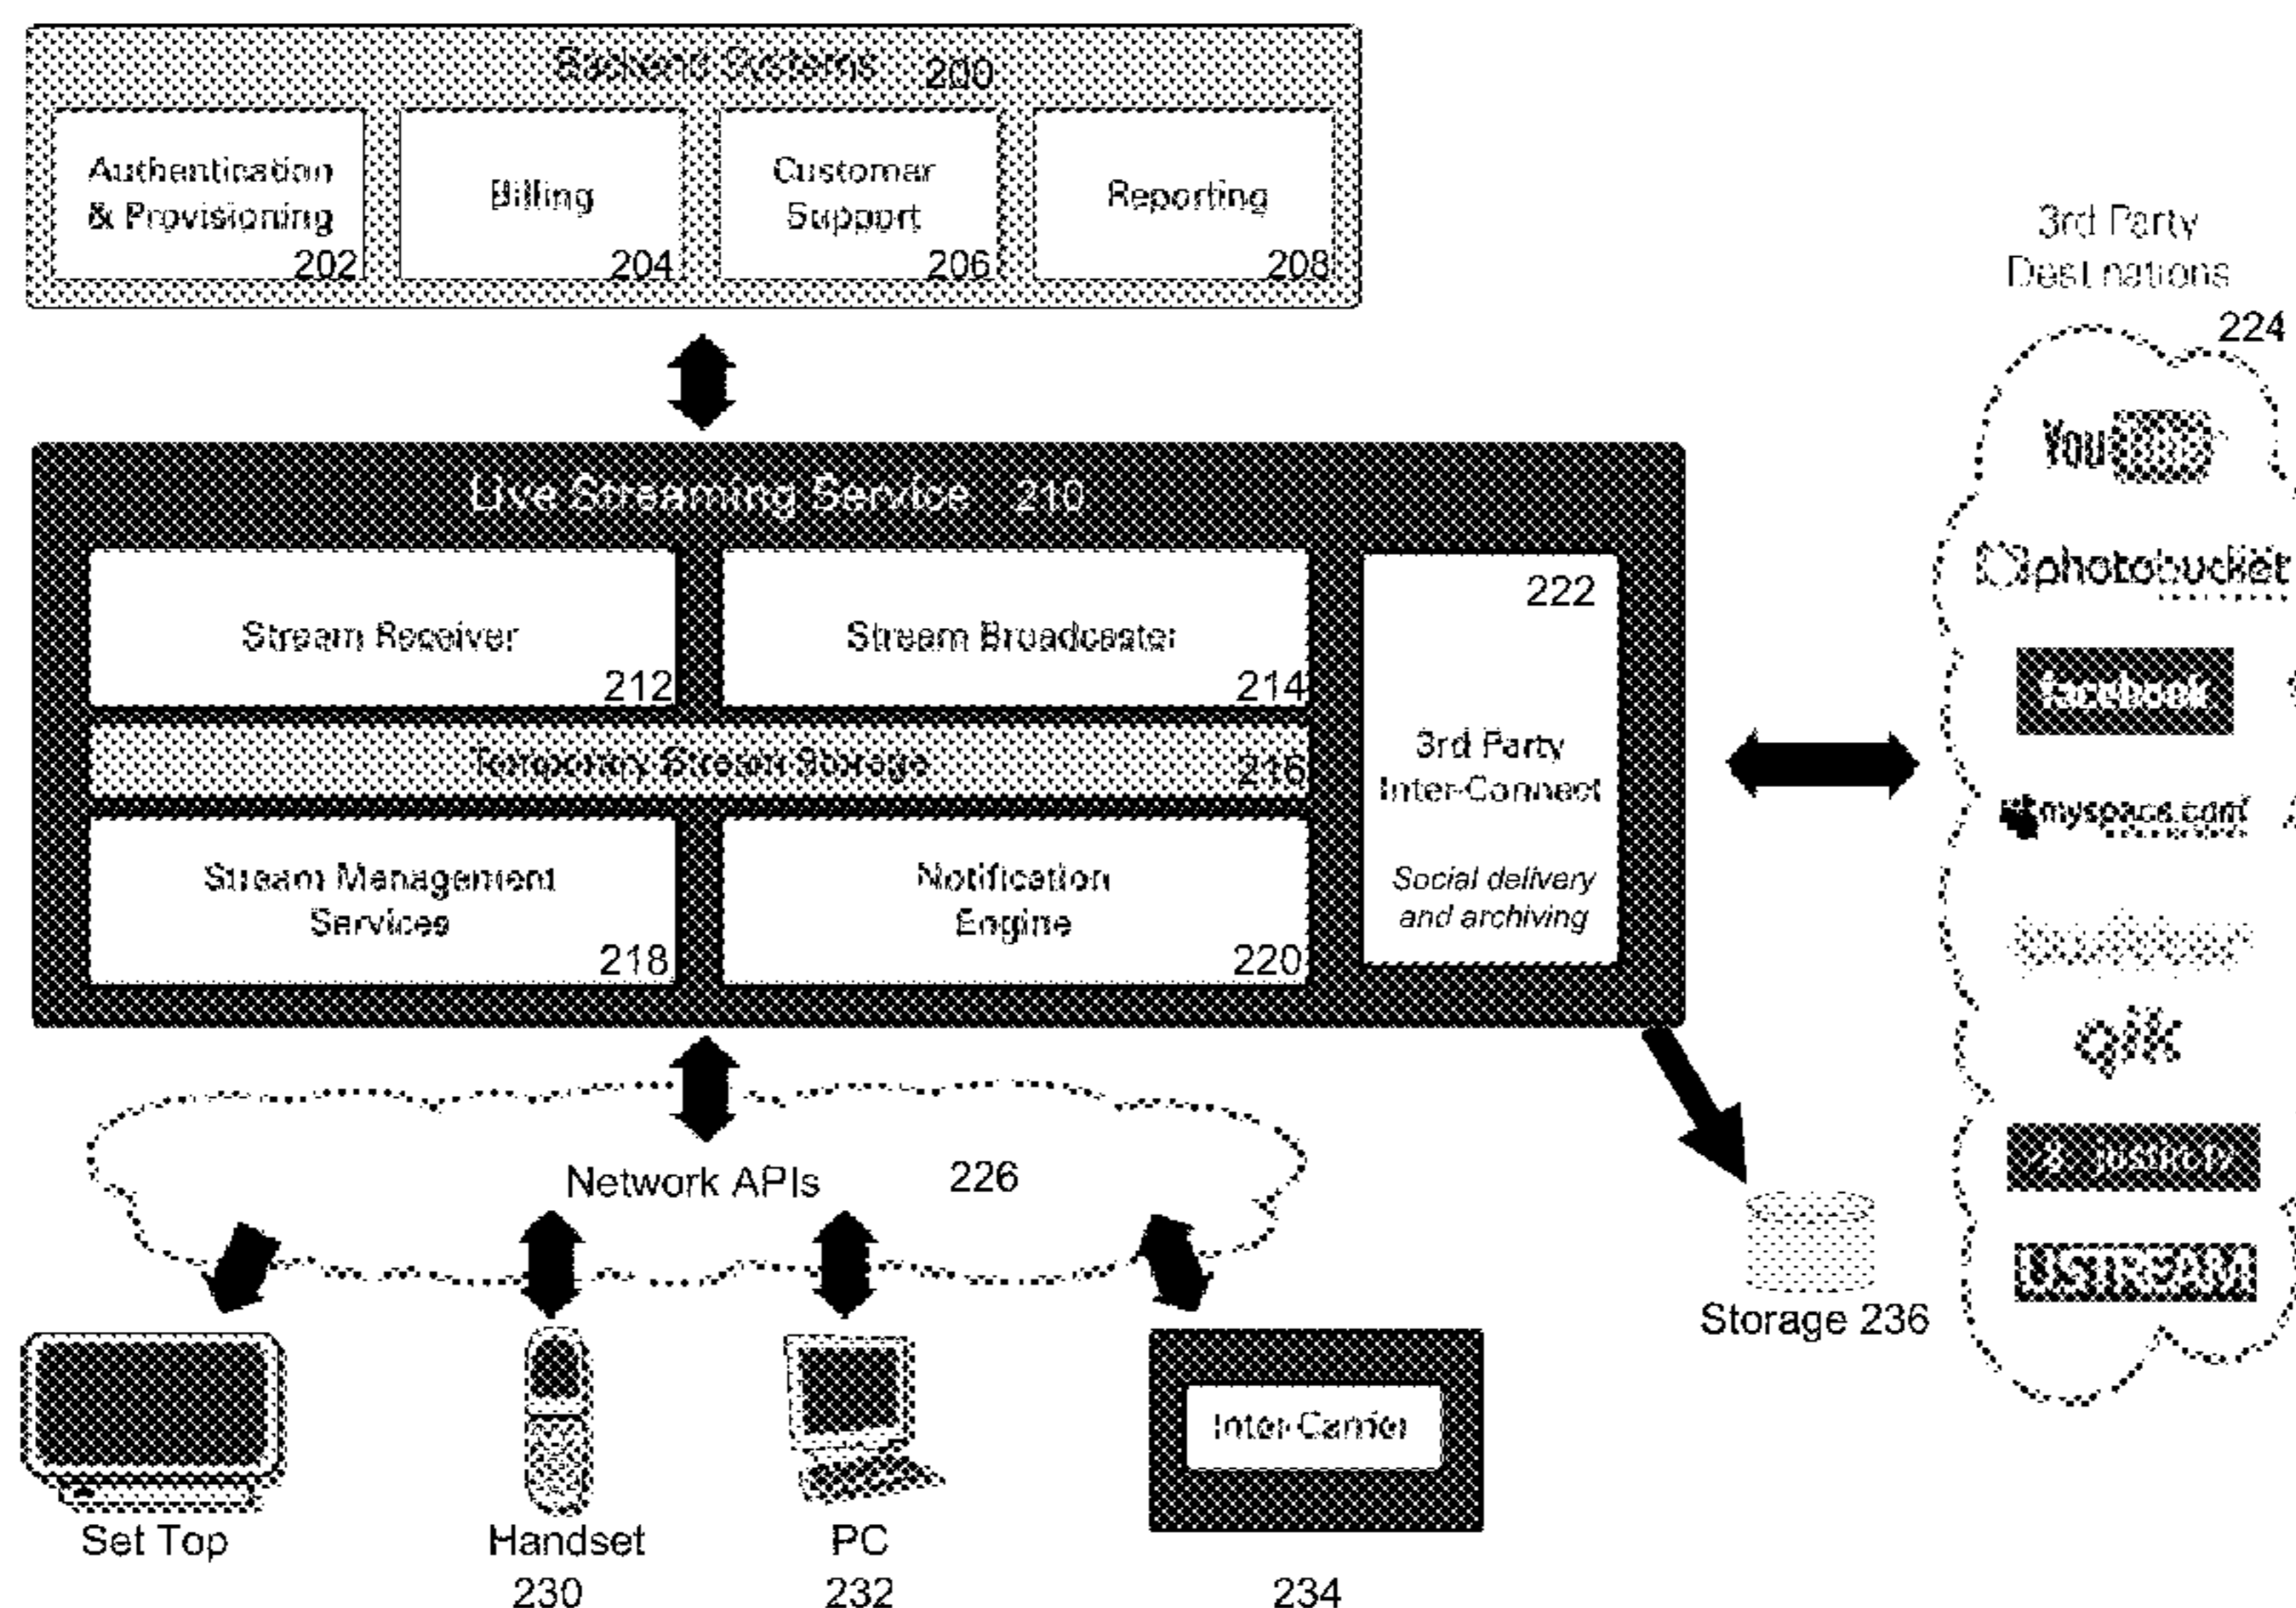 Backend Systems 200
Authentication
& Provisioning
202
Billing
204
Customer
Support
206
Reporting
208
3rd Party
Destinations
224
Live Streaming Service 210
Stream Receiver
212
Stream Broadcaster
214
Temporary Stream Storage
216
Stream Management
Services
218
Notification
Engine
220
222
3rd Party
Inter-Connect
Social delivery
and archiving
You
photobucket
facebook
myspace.com
qik
justin.tv
USTREAM
Network APIs 226
Storage 236
Set Top
Handset
230
PC
232
Inter-Carrier
234